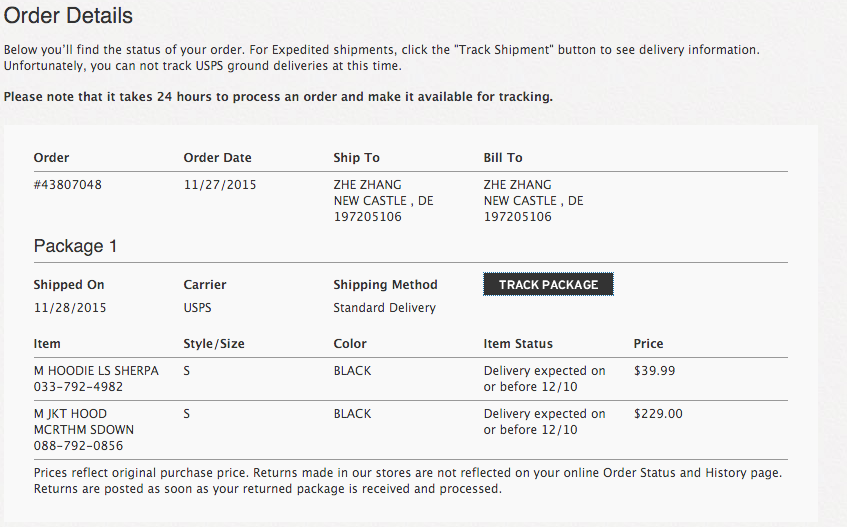 Order Details
Below you'll find the status of your order. For Expedited shipments, click the "Track Shipment" button to see delivery information.
Unfortunately, you can not track USPS ground deliveries at this time.
Please note that it takes 24 hours to process an order and make it available for tracking.
Order Order Date Ship To Bill To
#43807048 11/27/2015 ZHE ZHANG ZHE ZHANG
NEW CASTLE , DE NEW CASTLE , DE
197205106 197205106
Package 1
Shipped On Carrier Shipping Method TRACK PACKAGE
11/28/2015 USPS Standard Delivery
Item Style/Size Color Item Status Price
M HOODIE LS SHERPA S BLACK Delivery expected on $39.99
033-792-4982 or before 12/10
M JKT HOOD S BLACK Delivery expected on $229.00
MCRTHM SDOWN or before 12/10
088-792-0856
Prices reflect original purchase price. Returns made in our stores are not reflected on your online Order Status and History page.
Returns are posted as soon as your returned package is received and processed.